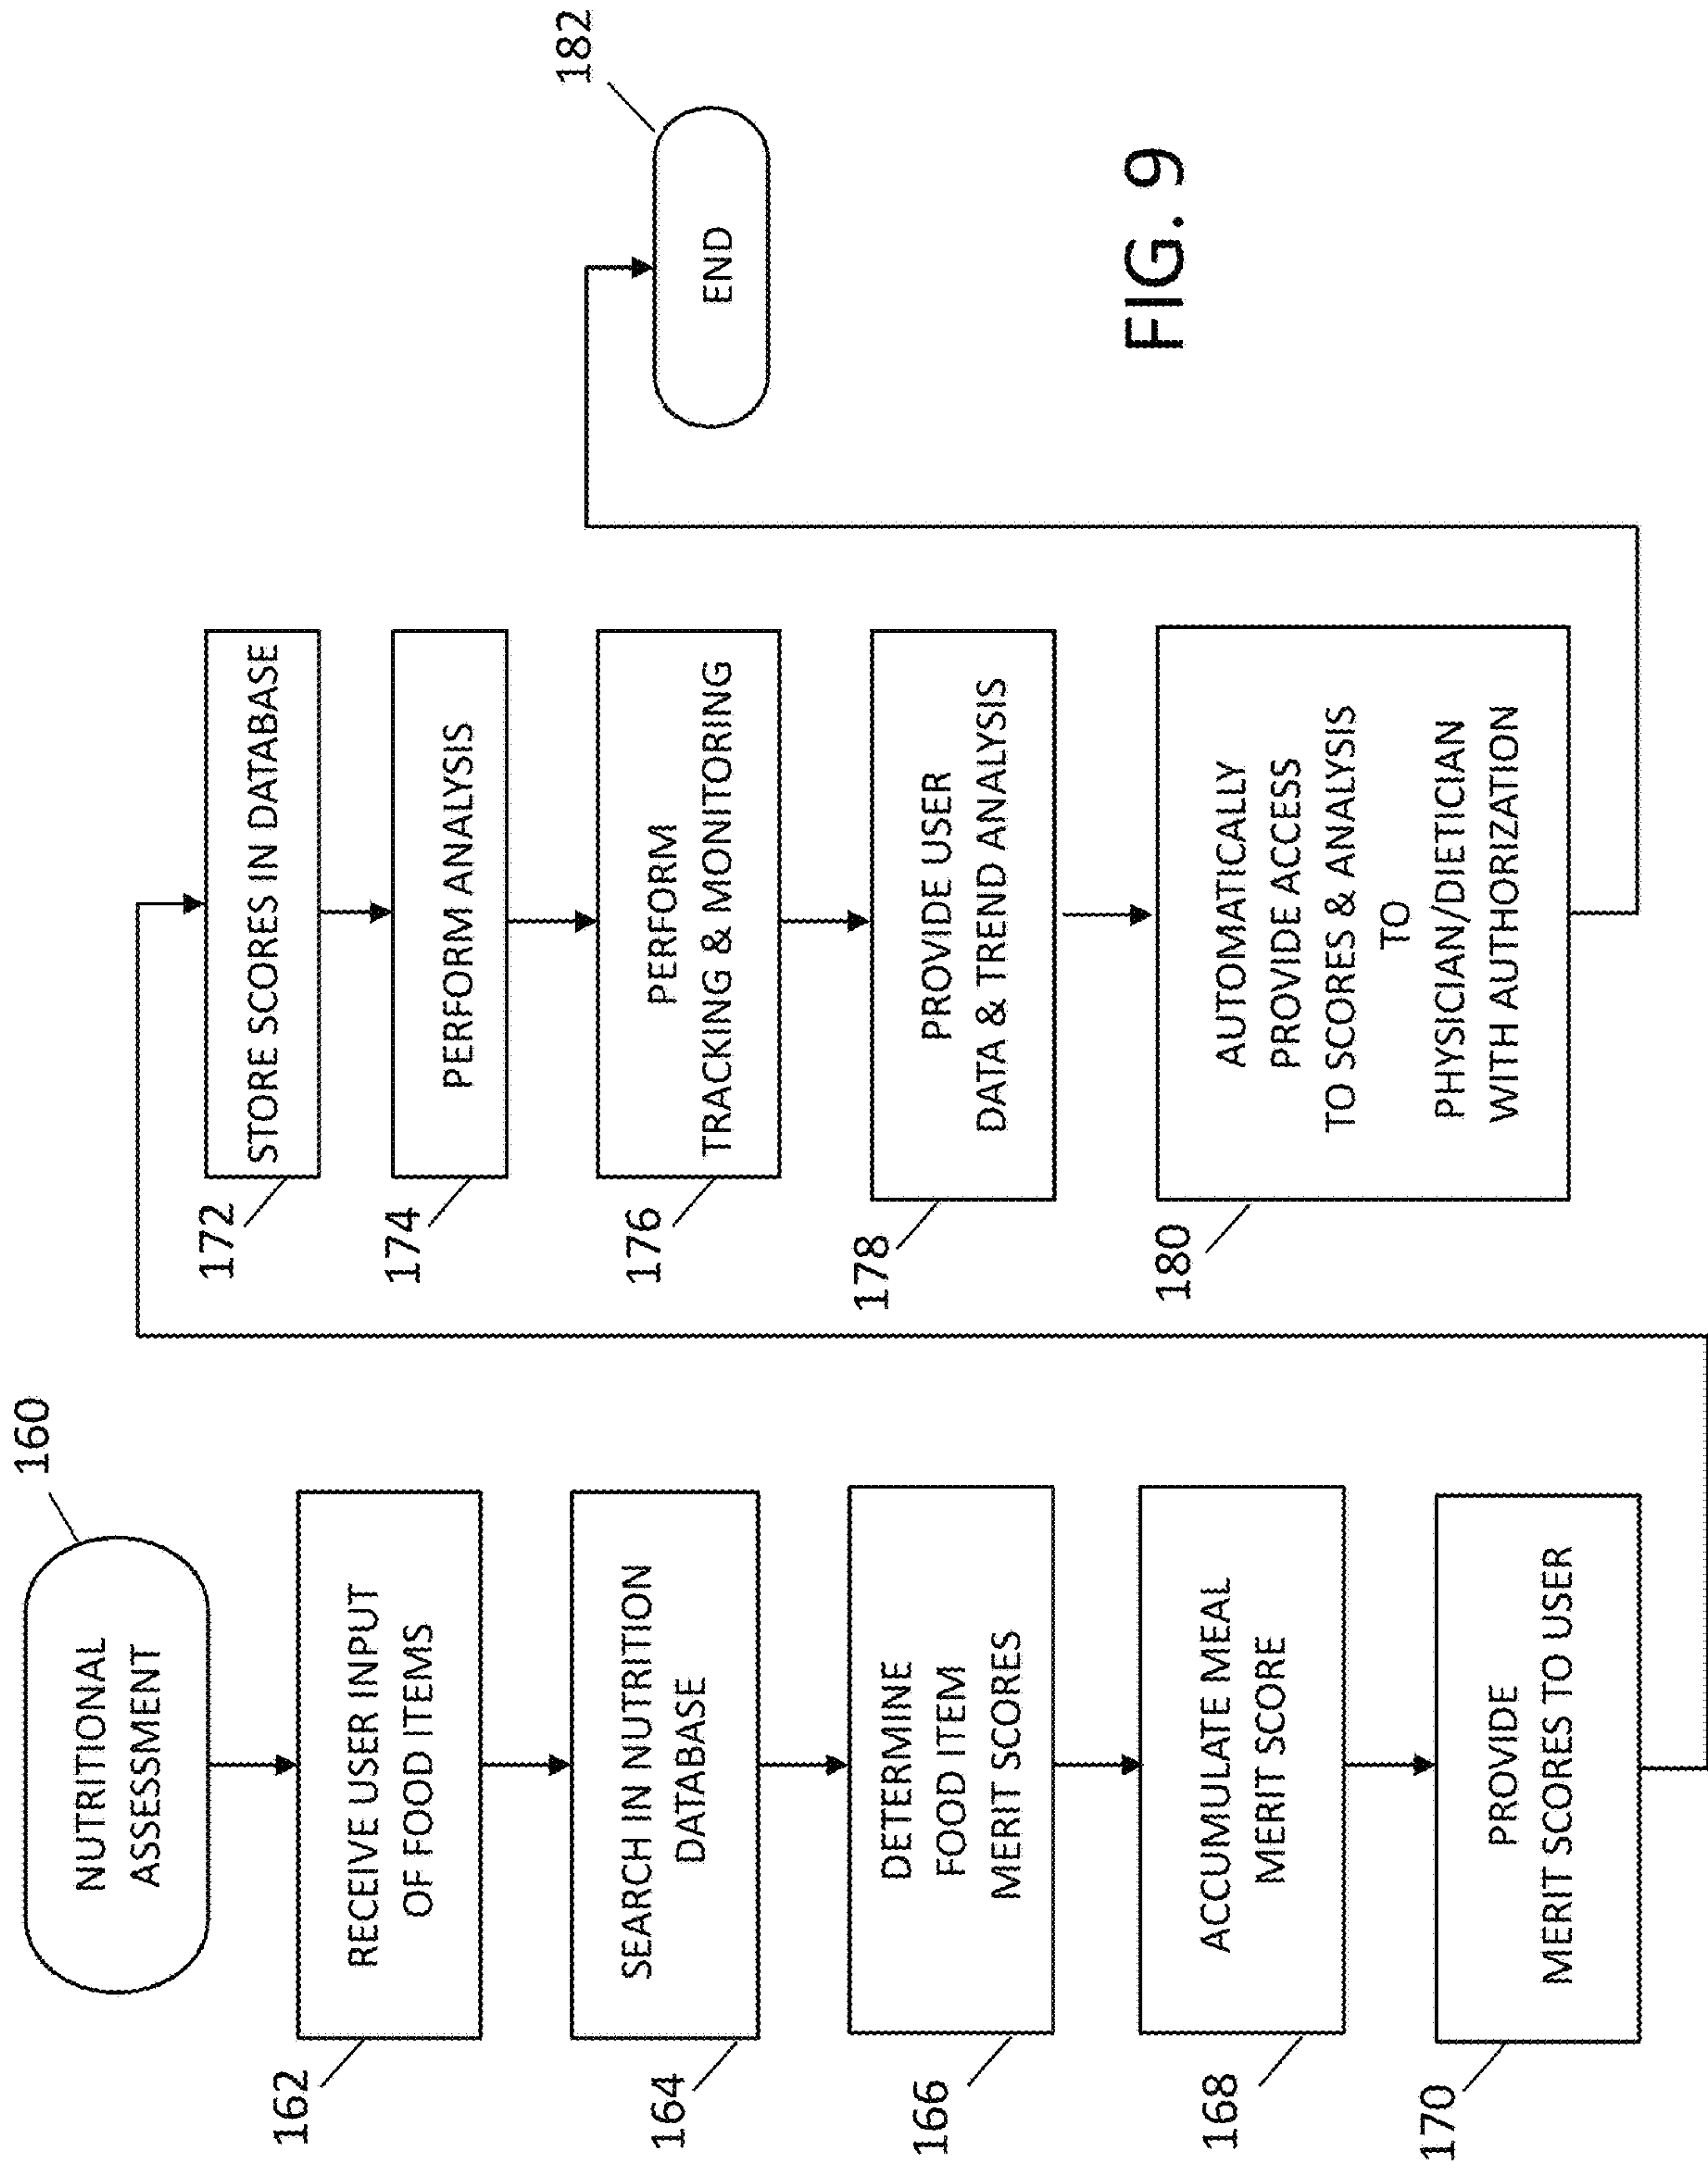 160
NUTRITIONAL
ASSESSMENT
162
RECEIVE USER INPUT
OF FOOD ITEMS
164
SEARCH IN NUTRITION
DATABASE
166
DETERMINE
FOOD ITEM
MERIT SCORES
168
ACCUMULATE MEAL
MERIT SCORE
170
PROVIDE
MERIT SCORES TO USER
172
STORE SCORES IN DATABASE
174
PERFORM ANALYSIS
176
PERFORM
TRACKING & MONITORING
178
PROVIDE USER
DATA & TREND ANALYSIS
180
AUTOMATICALLY
PROVIDE ACCESS
TO SCORES & ANALYSIS
TO
PHYSICIAN/DIETICIAN
WITH AUTHORIZATION
182
END
FIG. 9